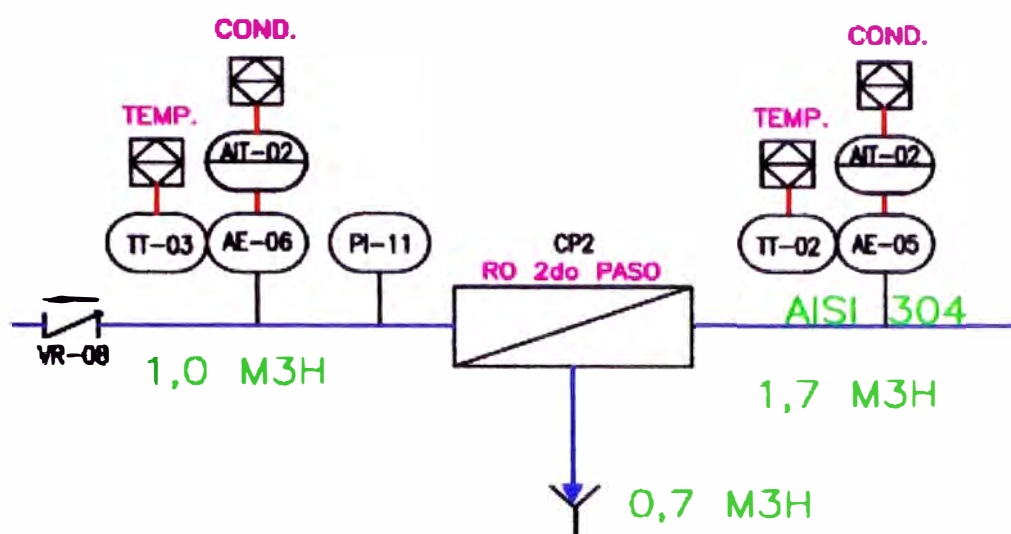 COND.
COND.
TEMP.
TEMP.
AIT-02
AIT-02
TT-03
AE-06
PI-11
CP2
RO 2do PASO
TT-02
AE-05
AISI 304
VR-08
1,0 M3H
1,7 M3H
0,7 M3H